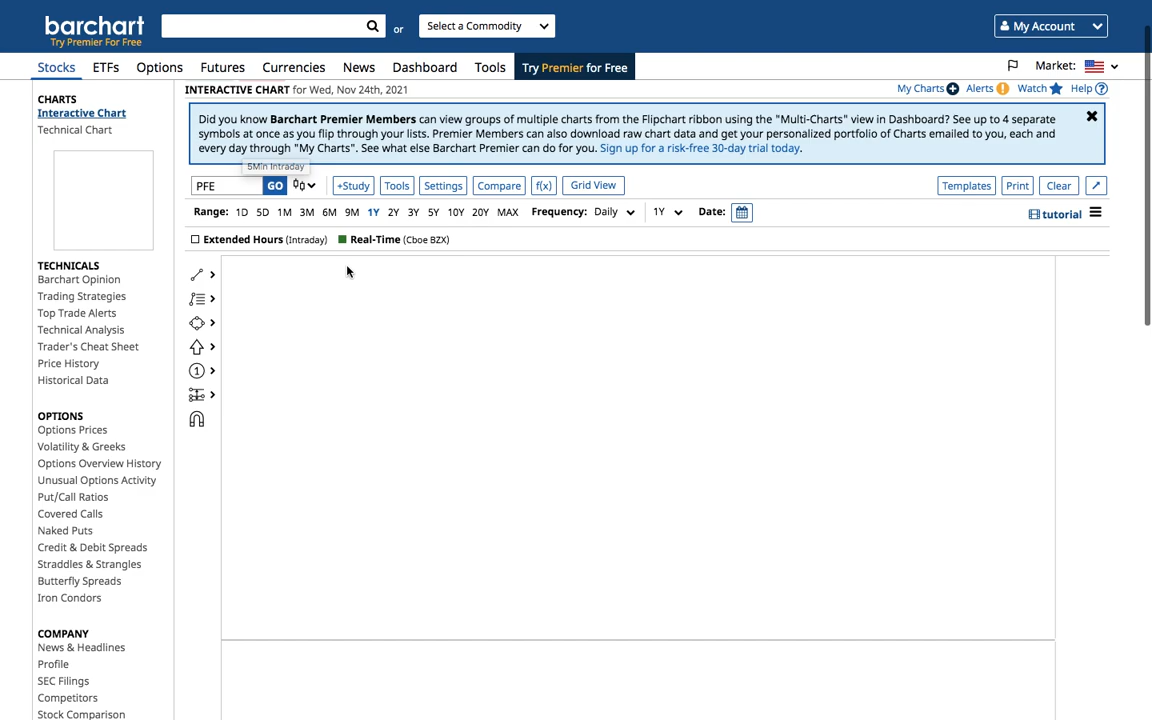 barchart
Try Premier For Free
or
Select a Commodity
My Account
Stocks ETFs Options Futures Currencies News Dashboard Tools Try Premier for Free
Market:
CHARTS
Interactive Chart
Technical Chart
INTERACTIVE CHART for Wed, Nov 24th, 2021
My Charts Alerts Watch Help
Did you know Barchart Premier Members can view groups of multiple charts from the Flipchart ribbon using the "Multi-Charts" view in Dashboard? See up to 4 separate
symbols at once as you flip through your lists. Premier Members can also download raw chart data and get your personalized portfolio of Charts emailed to you, each and
every day through "My Charts". See what else Barchart Premier can do for you. Sign up for a risk-free 30-day trial today.
5Min Intraday
PFE GO +Study Tools Settings Compare f(x) Grid View Templates Print Clear
Range: 1D 5D 1M 3M 6M 9M 1Y 2Y 3Y 5Y 10Y 20Y MAX Frequency: Daily 1Y Date: tutorial
Extended Hours (Intraday) Real-Time (Cboe BZX)
1
TECHNICALS
Barchart Opinion
Trading Strategies
Top Trade Alerts
Technical Analysis
Trader's Cheat Sheet
Price History
Historical Data
OPTIONS
Options Prices
Volatility & Greeks
Options Overview History
Unusual Options Activity
Put/Call Ratios
Covered Calls
Naked Puts
Credit & Debit Spreads
Straddles & Strangles
Butterfly Spreads
Iron Condors
COMPANY
News & Headlines
Profile
SEC Filings
Competitors
Stock Comparison